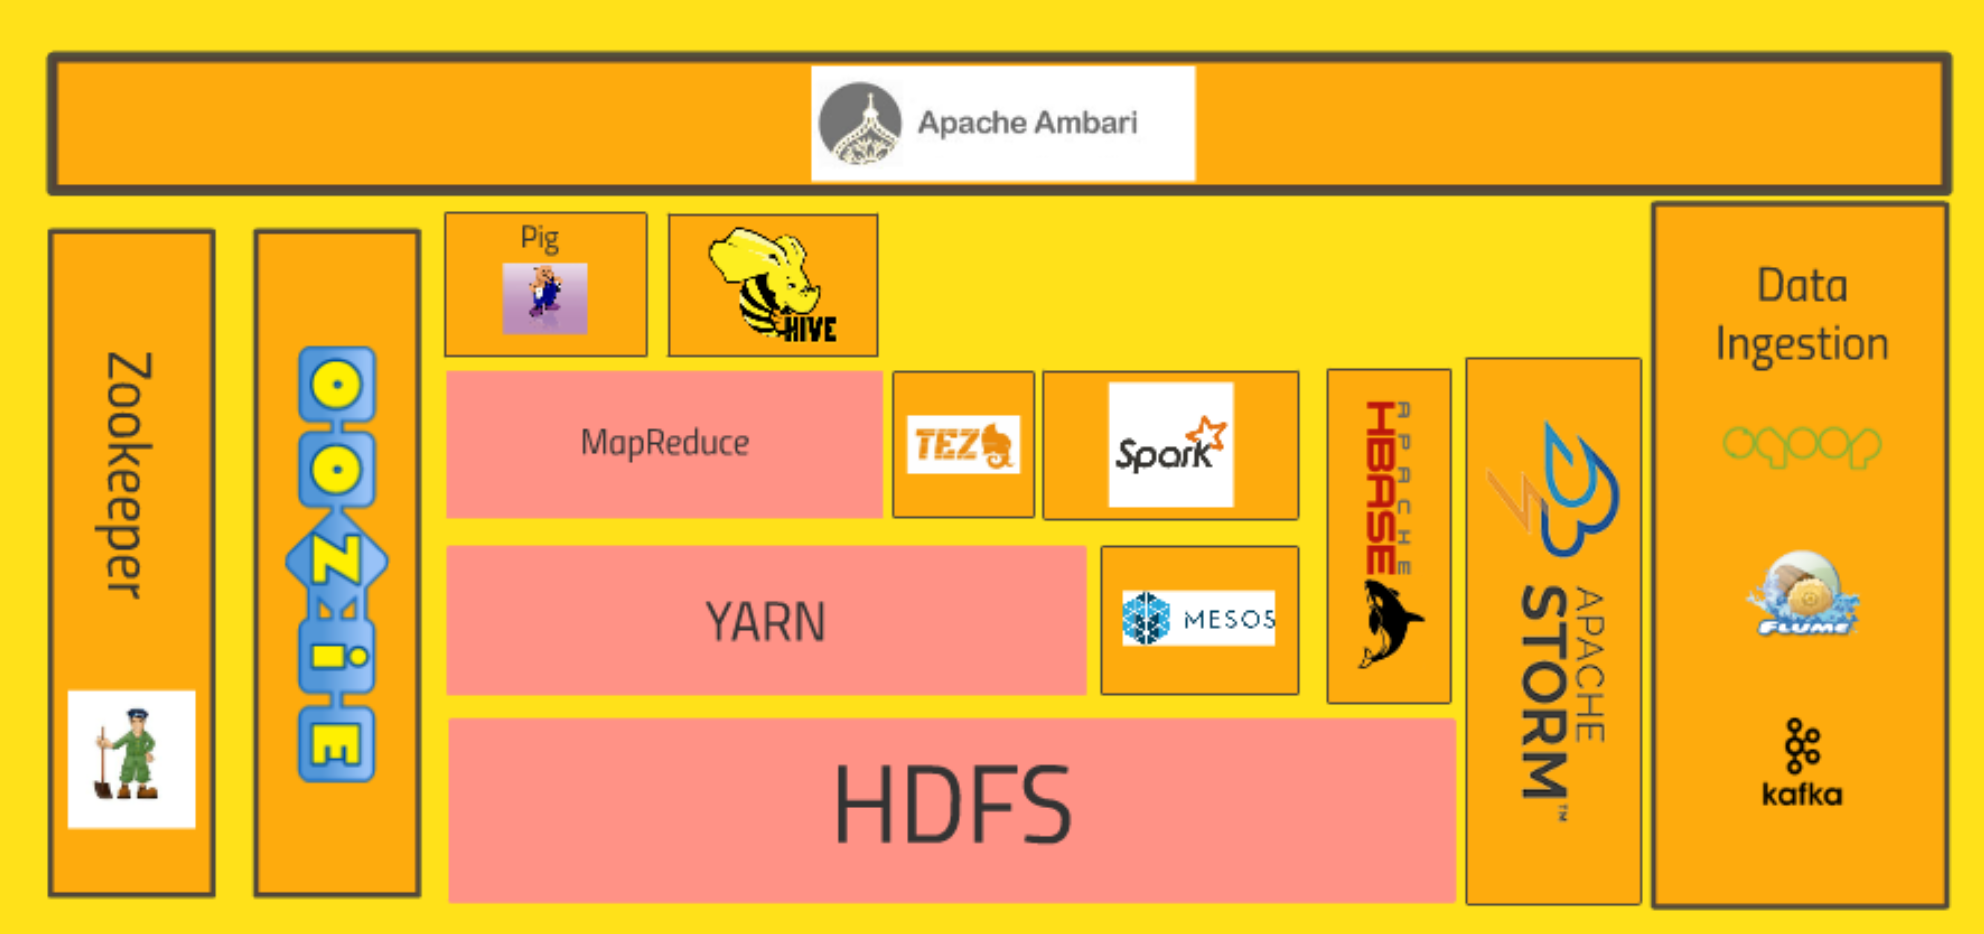 Apache Ambari
Zookeeper
OOZiE
Pig
HIVE
MapReduce
TEZ
Spark
APACHE
HBASE
YARN
MESOS
HDFS
APACHE
STORM™
Data
Ingestion
sqoop
FLUME
kafka